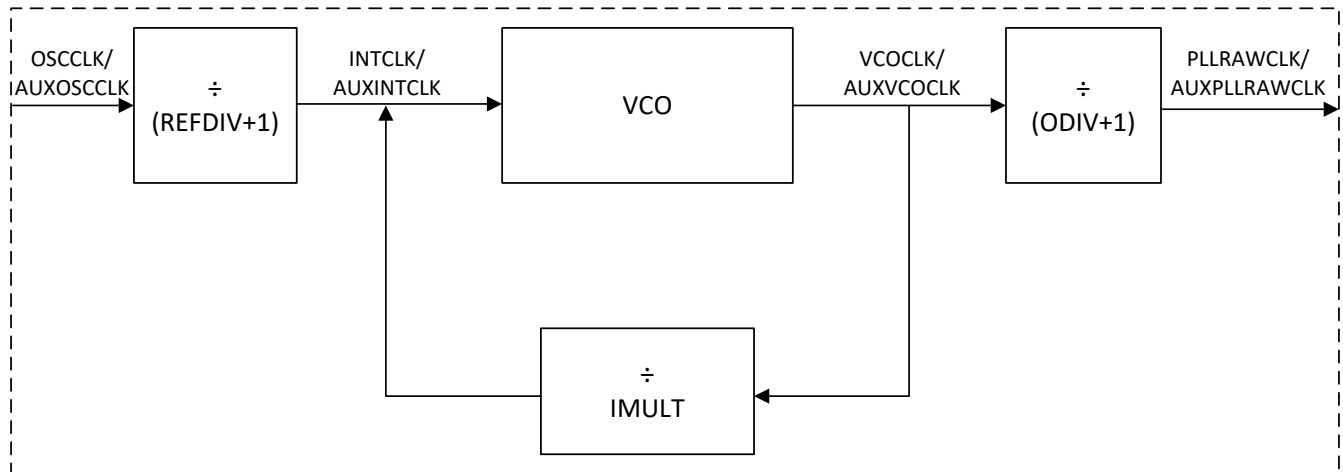 OSCCLK/
AUXOSCCLK
÷
(REFDIV+1)
INTCLK/
AUXINTCLK
VCO
VCOCLK/
AUXVCOCLK
÷
(ODIV+1)
PLLRAWCLK/
AUXPLLRAWCLK
÷
IMULT